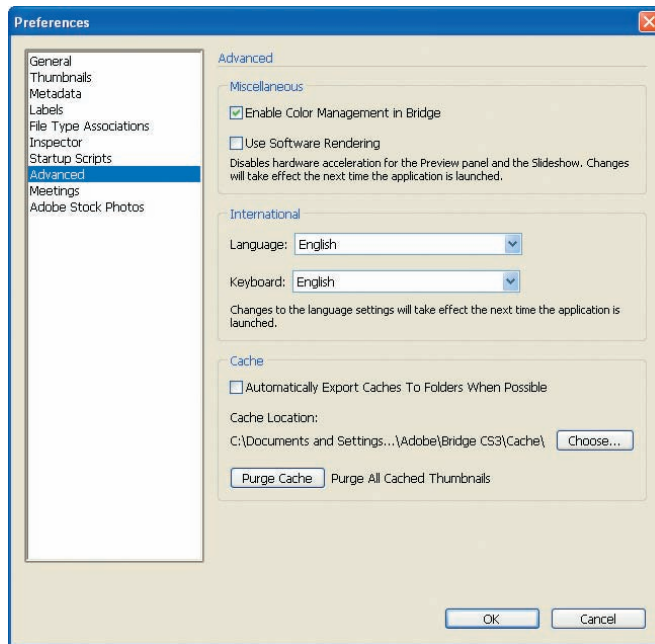 Preferences
General
Thumbnails
Metadata
Labels
File Type Associations
Inspector
Startup Scripts
Advanced
Meetings
Adobe Stock Photos
Advanced
Miscellaneous
Enable Color Management in Bridge
Use Software Rendering
Disables hardware acceleration for the Preview panel and the Slideshow. Changes
will take effect the next time the application is launched.
International
Language: English
Keyboard: English
Changes to the language settings will take effect the next time the application is
launched.
Cache
Automatically Export Caches To Folders When Possible
Cache Location:
C:\Documents and Settings...\Adobe\Bridge CS3\Cache\ Choose...
Purge Cache Purge All Cached Thumbnails
OK Cancel